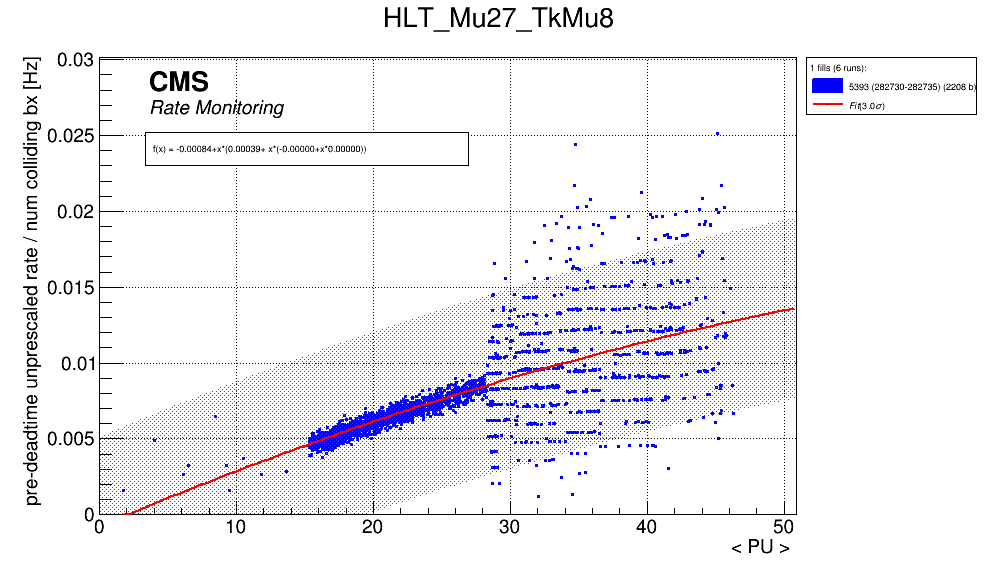 HLT_Mu27_TkMu8
pre-deadtime unprescaled rate / num colliding bx [Hz]
0.03
0.025
0.02
0.015
0.01
0.005
0
CMS
Rate Monitoring
f(x) = -0.00084+x*(0.00039+ x*(-0.00000+x*0.00000))
0 10 20 30 40 50
< PU >
1 fills (6 runs):
5393 (282730-282735) (2208 b)
Fit(3.0σ)